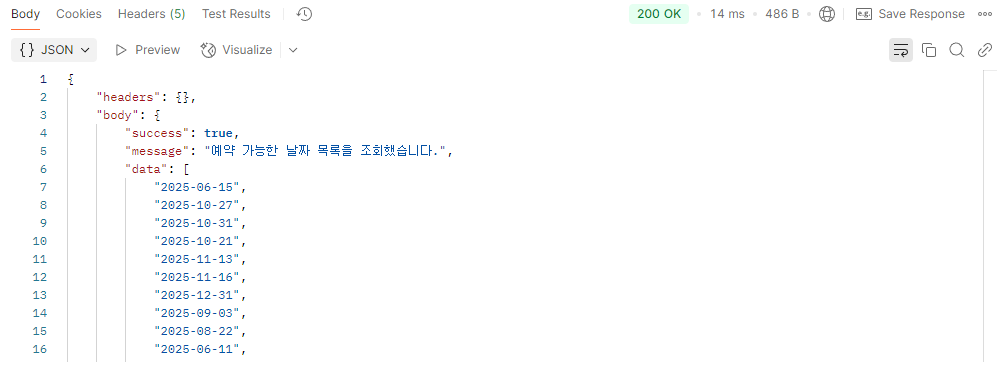 Body Cookies Headers (5) Test Results 200 OK • 14 ms • 486 B • e.g. Save Response
{} JSON Preview Visualize
1 {
2 "headers": {},
3 "body": {
4 "success": true,
5 "message": "예약 가능한 날짜 목록을 조회했습니다.",
6 "data": [
7 "2025-06-15",
8 "2025-10-27",
9 "2025-10-31",
10 "2025-10-21",
11 "2025-11-13",
12 "2025-11-16",
13 "2025-12-31",
14 "2025-09-03",
15 "2025-08-22",
16 "2025-06-11",